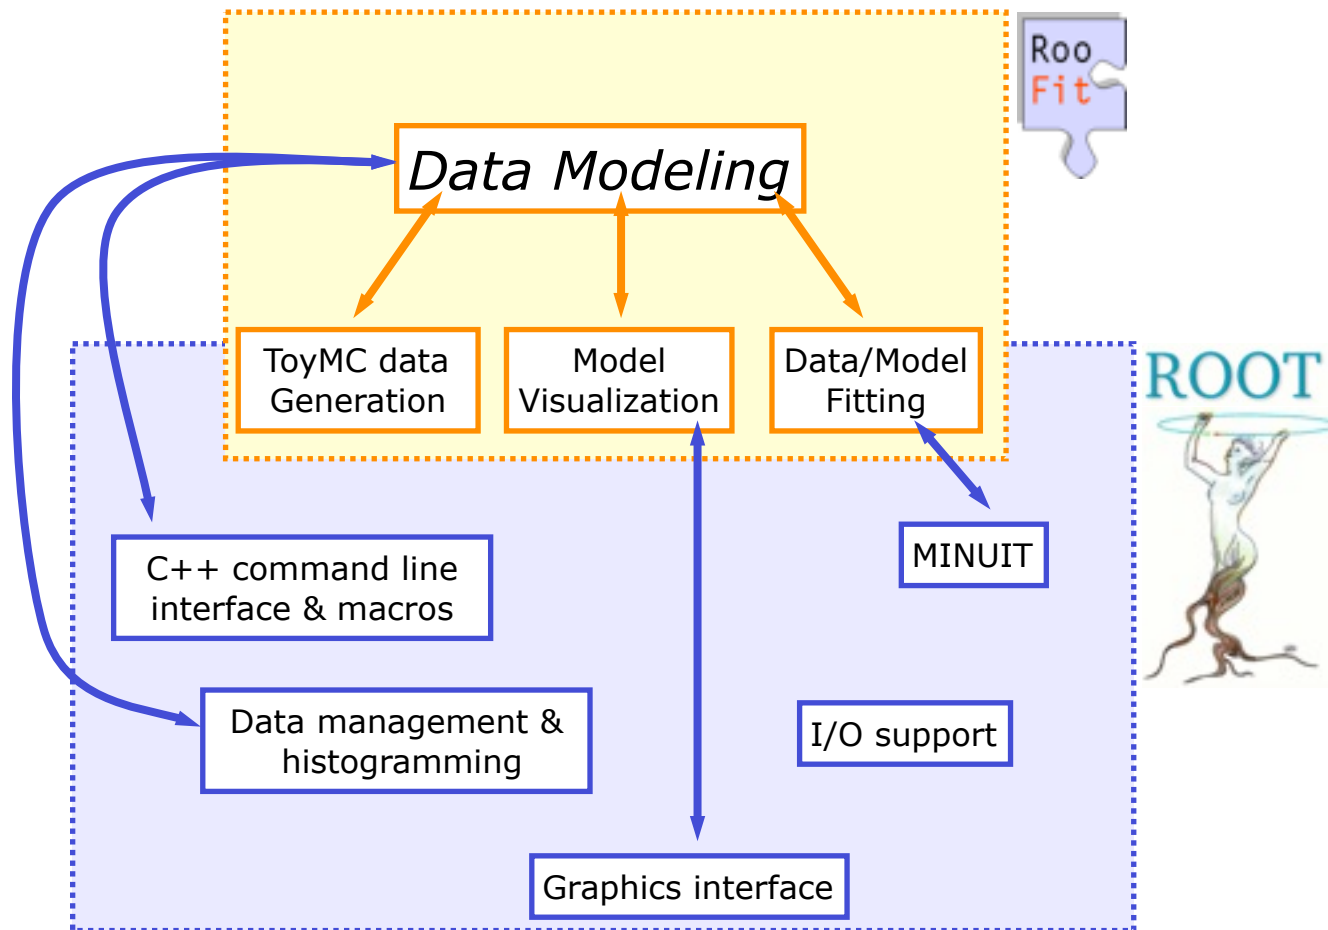 Roo
Fit
Data Modeling
ToyMC data
Generation
Model
Visualization
Data/Model
Fitting
ROOT
C++ command line
interface & macros
MINUIT
Data management &
histogramming
I/O support
Graphics interface